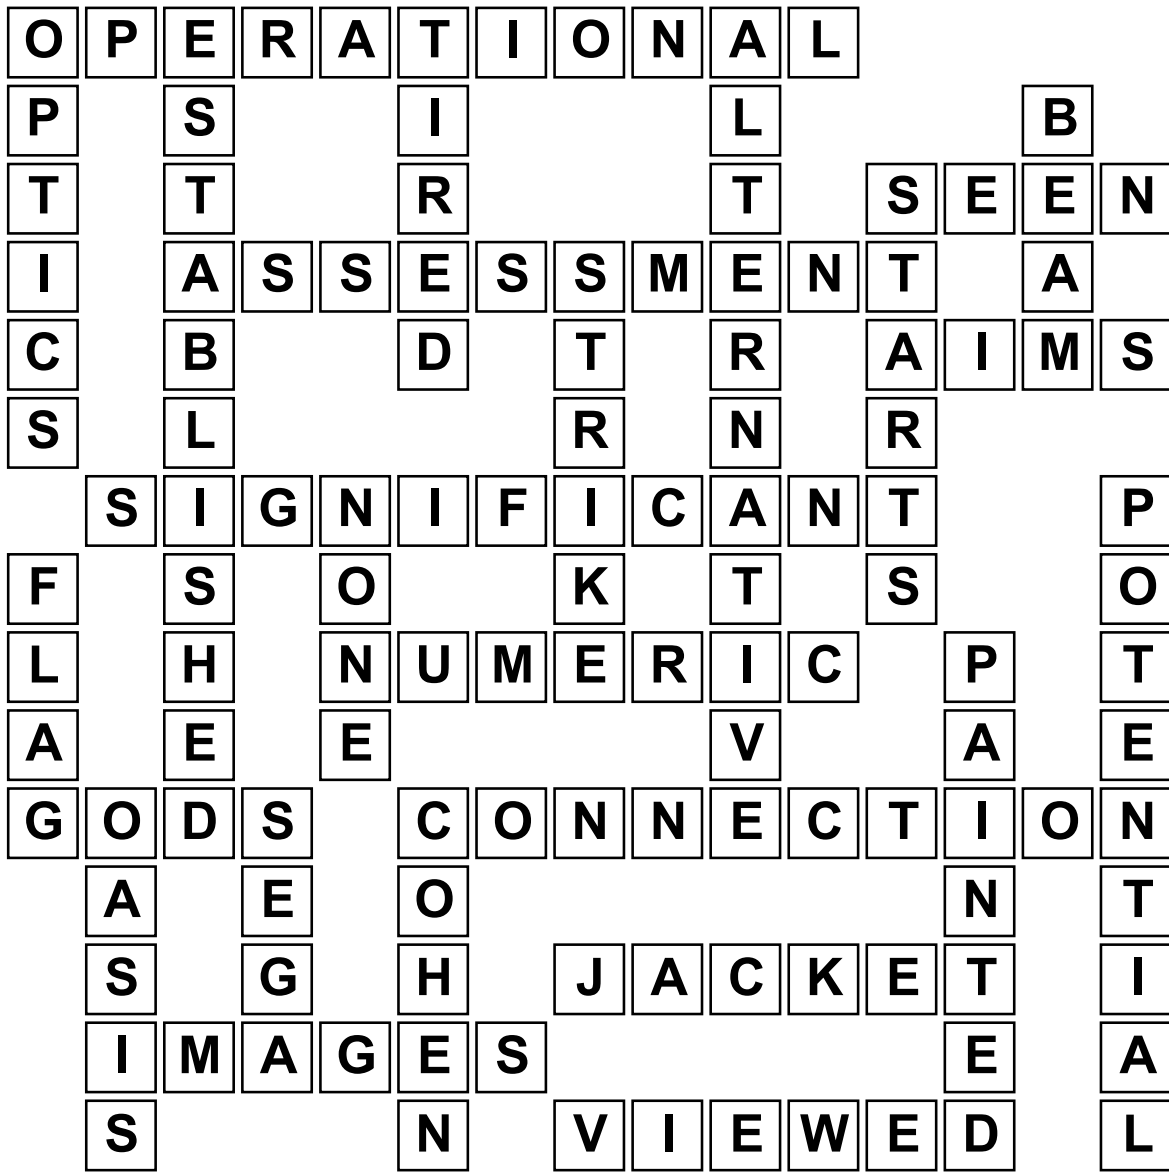 OPERATIONAL
P S I L B
T T R T SEEN
I ASSESSMENT A
C B D T R AIMS
S L R N R
SIGNIFICANT P
F S O K T S O
L H NUMERIC P T
A E E V A E
GODS CONNECTION
A E O N T
S G H JACKET I
IMAGES E A
S N VIEWED L